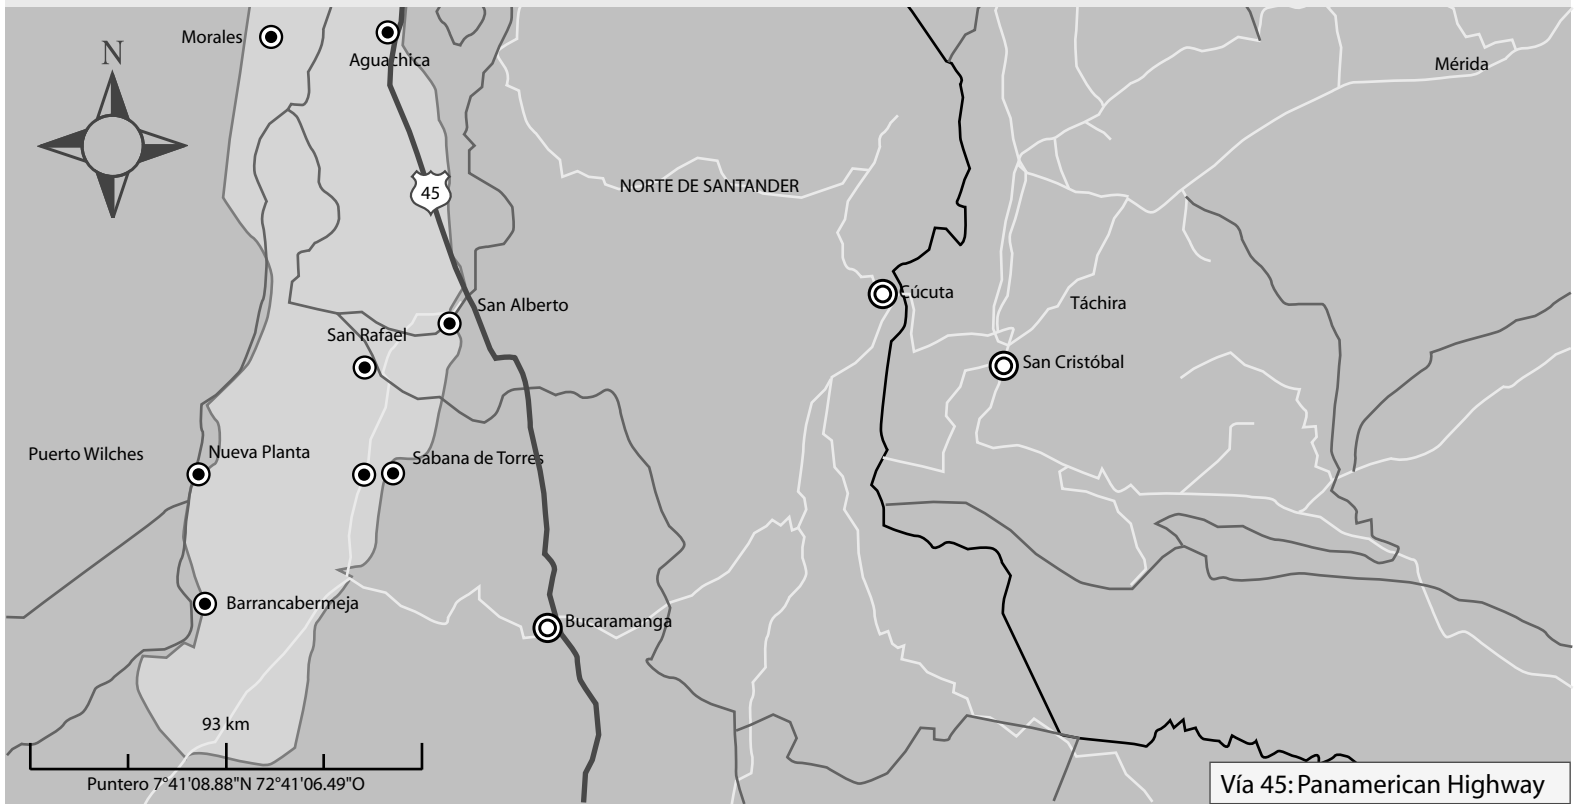 Morales
Aguachica
Mérida
N
45
NORTE DE SANTANDER
Cúcuta
San Alberto
Táchira
San Rafael
San Cristóbal
Puerto Wilches
Nueva Planta
Sabana de Torres
Barrancabermeja
Bucaramanga
93 km
Puntero 7°41'08.88"N 72°41'06.49"O
Vía 45: Panamerican Highway